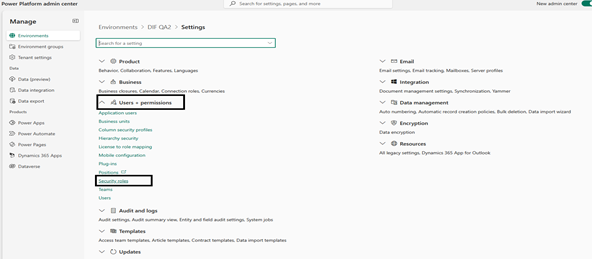 Power Platform admin center
Search for settings, pages, and more
New admin center
Manage
Environments
Environment groups
Tenant settings
Data
Data (preview)
Data integration
Data export
Products
Power Apps
Power Automate
Power Pages
Dynamics 365 Apps
Dataverse
Environments > DIF QA2 > Settings
Search for a setting
Product
Behavior, Collaboration, Features, Languages
Business
Business closures, Calendar, Connection roles, Currencies
Users + permissions
Application users
Business units
Column security profiles
Hierarchy security
License to role mapping
Mobile configuration
Plug-ins
Positions
Security roles
Teams
Users
Audit and logs
Audit settings, Audit summary view, Entity and field audit settings, System jobs
Templates
Access team templates, Article templates, Contract templates, Data import templates
Updates
Email
Email settings, Email tracking, Mailboxes, Server profiles
Integration
Document management settings, Synchronization, Yammer
Data management
Auto numbering, Automatic record creation policies, Bulk deletion, Data import wizard
Encryption
Data encryption
Resources
All legacy settings, Dynamics 365 App for Outlook